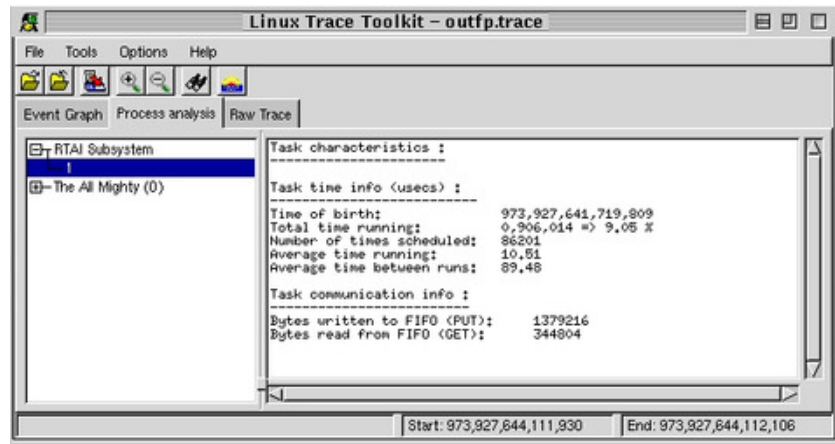 Linux Trace Toolkit – outfp.trace
File Tools Options Help
Event Graph Process analysis Raw Trace
RTAI Subsystem
1
The All Mighty (0)
Task characteristics :
----------------------
Task time info (usecs) :
--------------------------
Time of birth: 973,927,641,719,809
Total time running: 0,906,014 => 9.05 %
Number of times scheduled: 86201
Average time running: 10.51
Average time between runs: 89.48
Task communication info :
-------------------------
Bytes written to FIFO (PUT): 1379216
Bytes read from FIFO (GET): 344804
Start: 973,927,644,111,930 End: 973,927,644,112,106